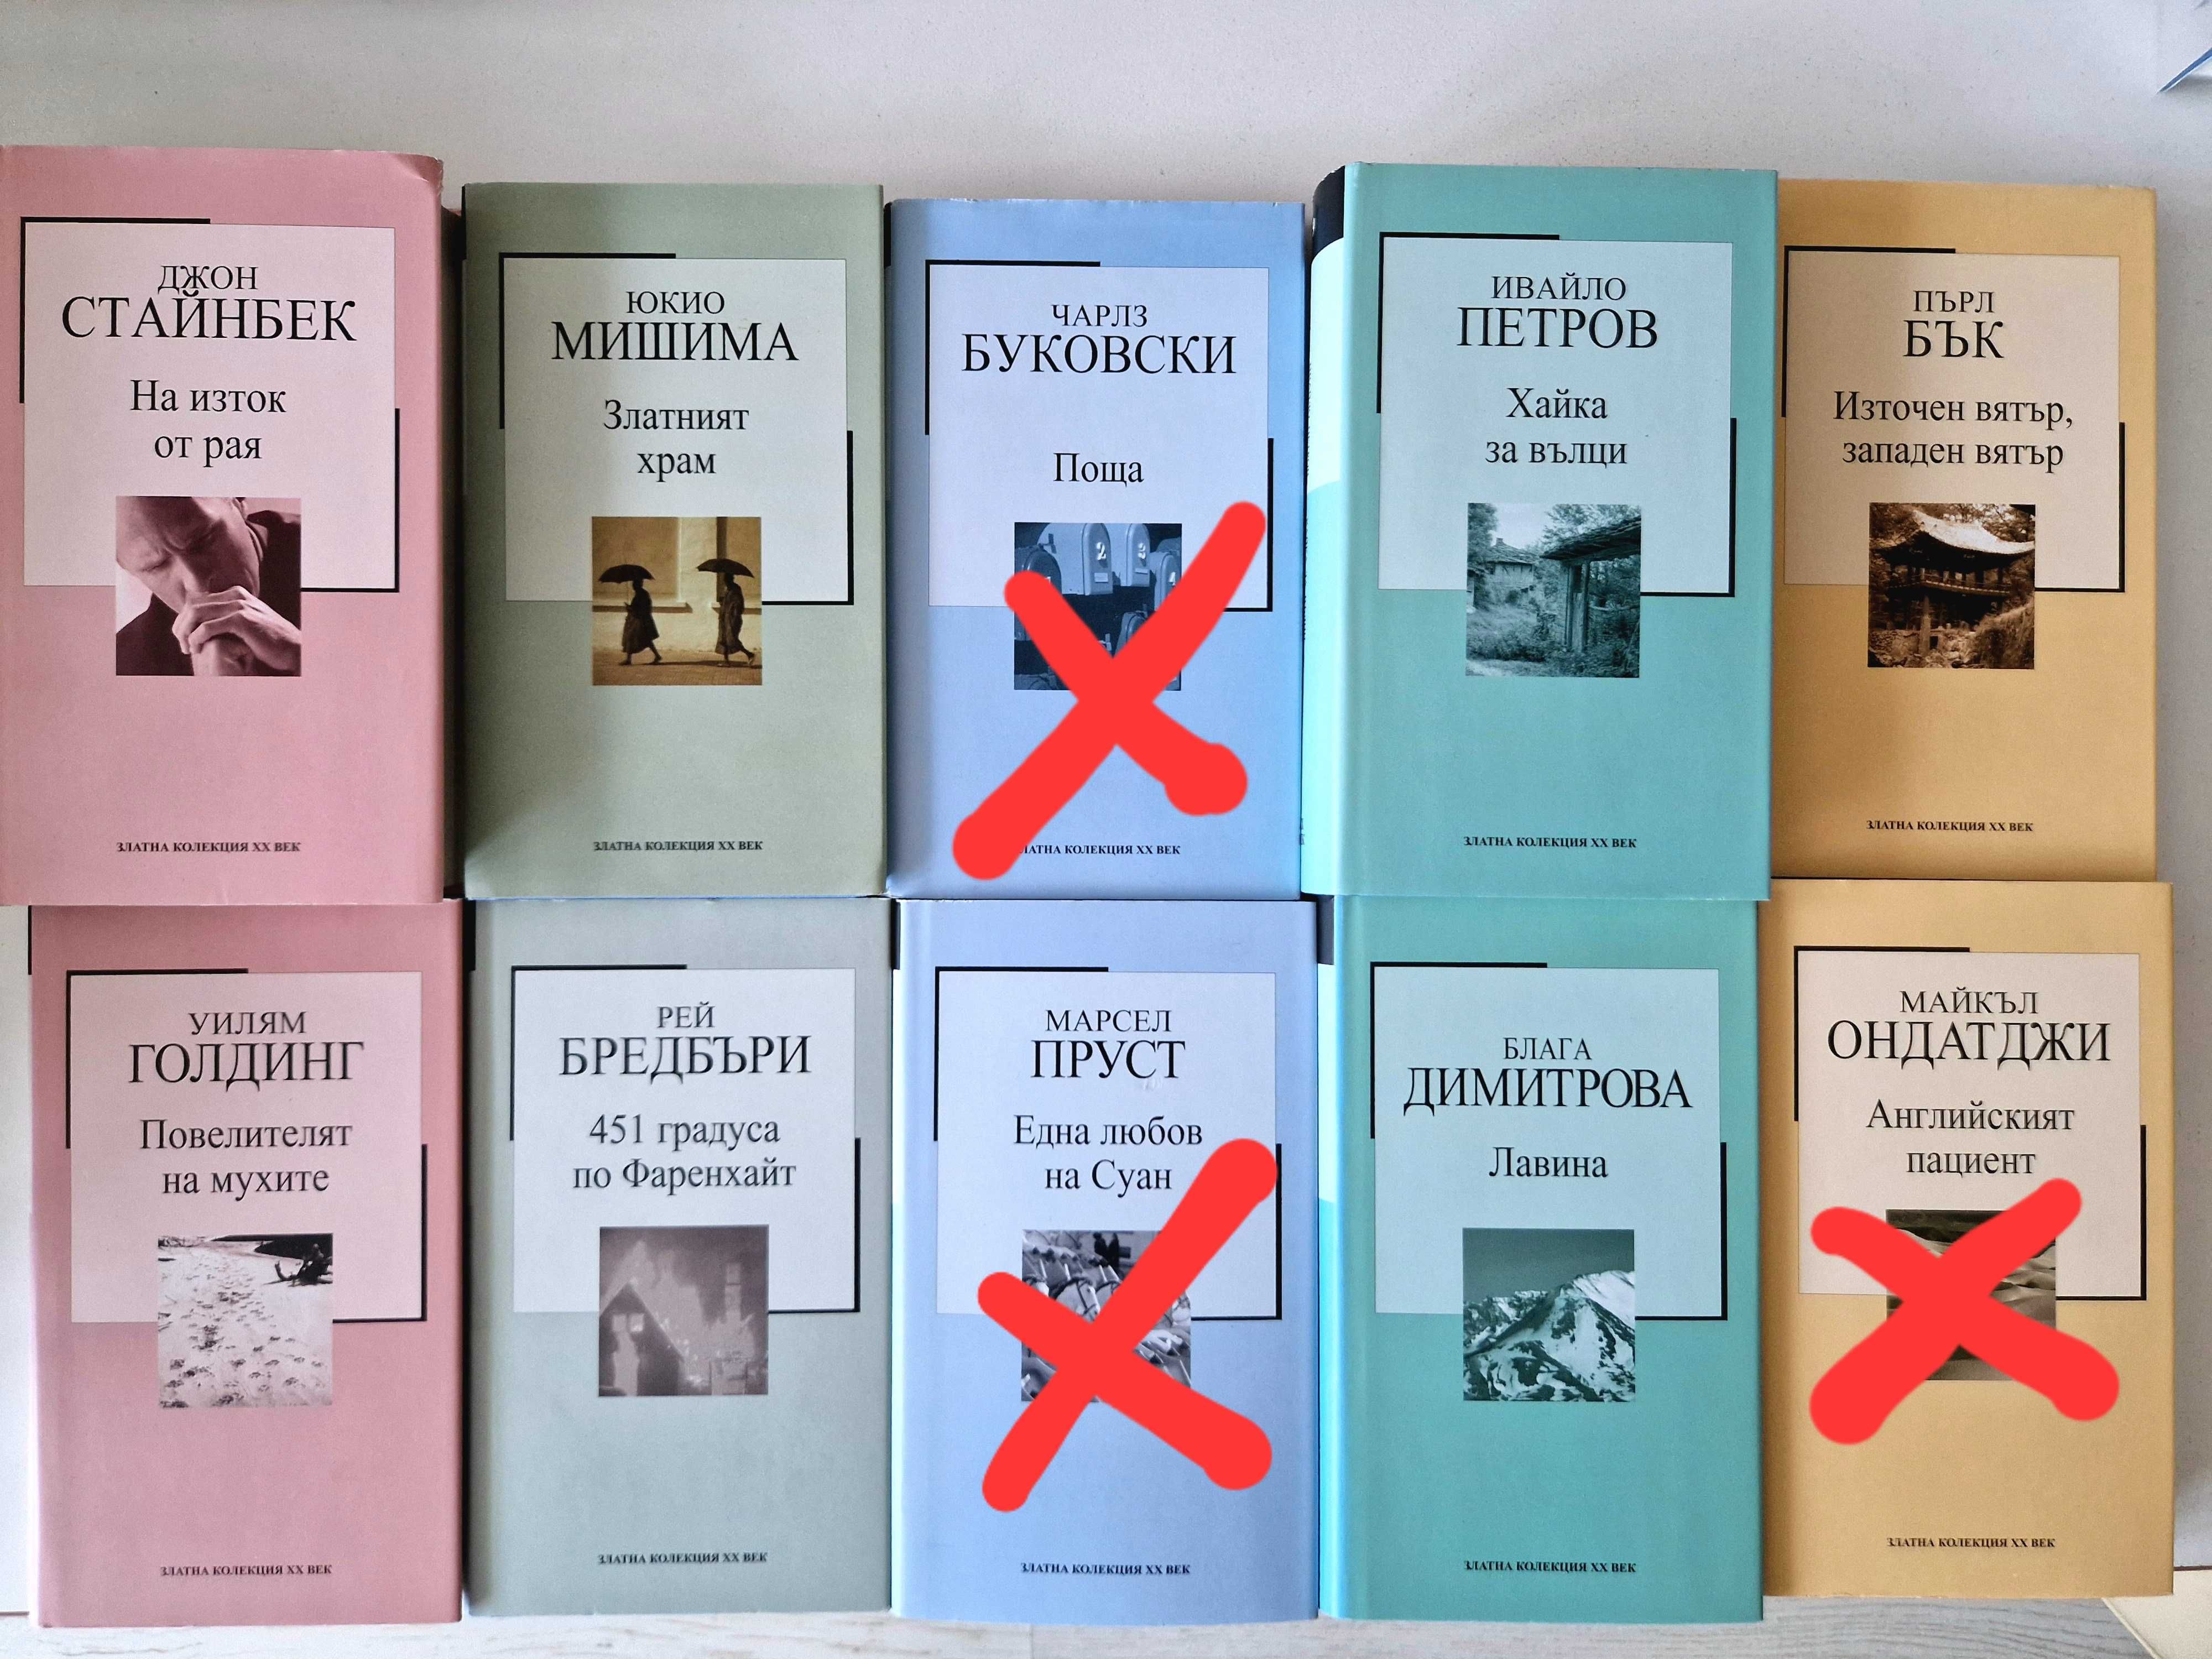 ДЖОН
СТАЙНБЕК
На изток
от рая
ЗЛАТНА КОЛЕКЦИЯ XX ВЕК
ЮКИО
МИШИМА
Златният
храм
ЗЛАТНА КОЛЕКЦИЯ XX ВЕК
ЧАРЛЗ
БУКОВСКИ
Поща
2
КОЛЕКЦИЯ XX ВЕК
ИВАЙЛО
ПЕТРОВ
Хайка
за вълци
ЗЛАТНА КОЛЕКЦИЯ XX ВЕК
ПЪРЛ
БЪК
Източен вятър,
западен вятър
ЗЛАТНА КОЛЕКЦИЯ XX ВЕК
УИЛЯМ
ГОЛДИНГ
Повелителят
на мухите
ЗЛАТНА КОЛЕКЦИЯ XX ВЕК
РЕЙ
БРЕДБЪРИ
451 градуса
по Фаренхайт
ЗЛАТНА КОЛЕКЦИЯ XX ВЕК
МАРСЕЛ
ПРУСТ
Една любов
на Суан
ЗЛАТНА КОЛЕКЦИЯ XX ВЕК
БЛАГА
ДИМИТРОВА
Лавина
ЗЛАТНА КОЛЕКЦИЯ XX ВЕК
МАЙКЪЛ
ОНДАТДЖИ
Английският
пациент
ЗЛАТНА КОЛЕКЦИЯ XX ВЕК